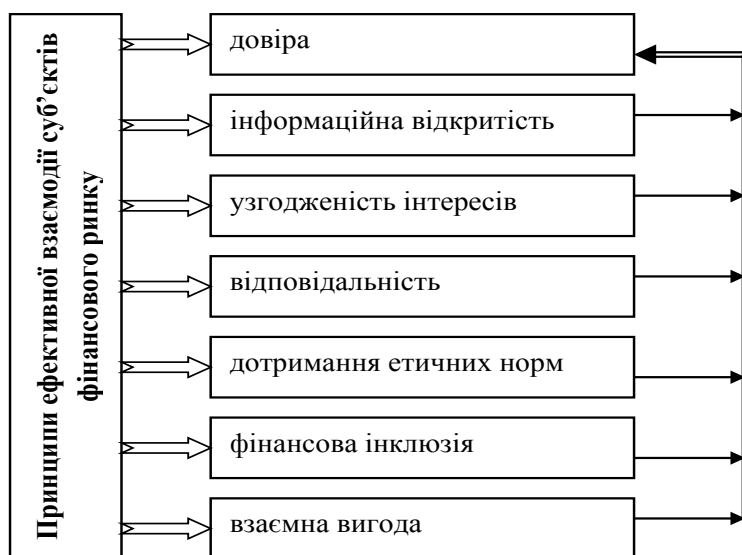 Принципи ефективної взаємодії суб’єктів
фінансового ринку
довіра
інформаційна відкритість
узгодженість інтересів
відповідальність
дотримання етичних норм
фінансова інклюзія
взаємна вигода